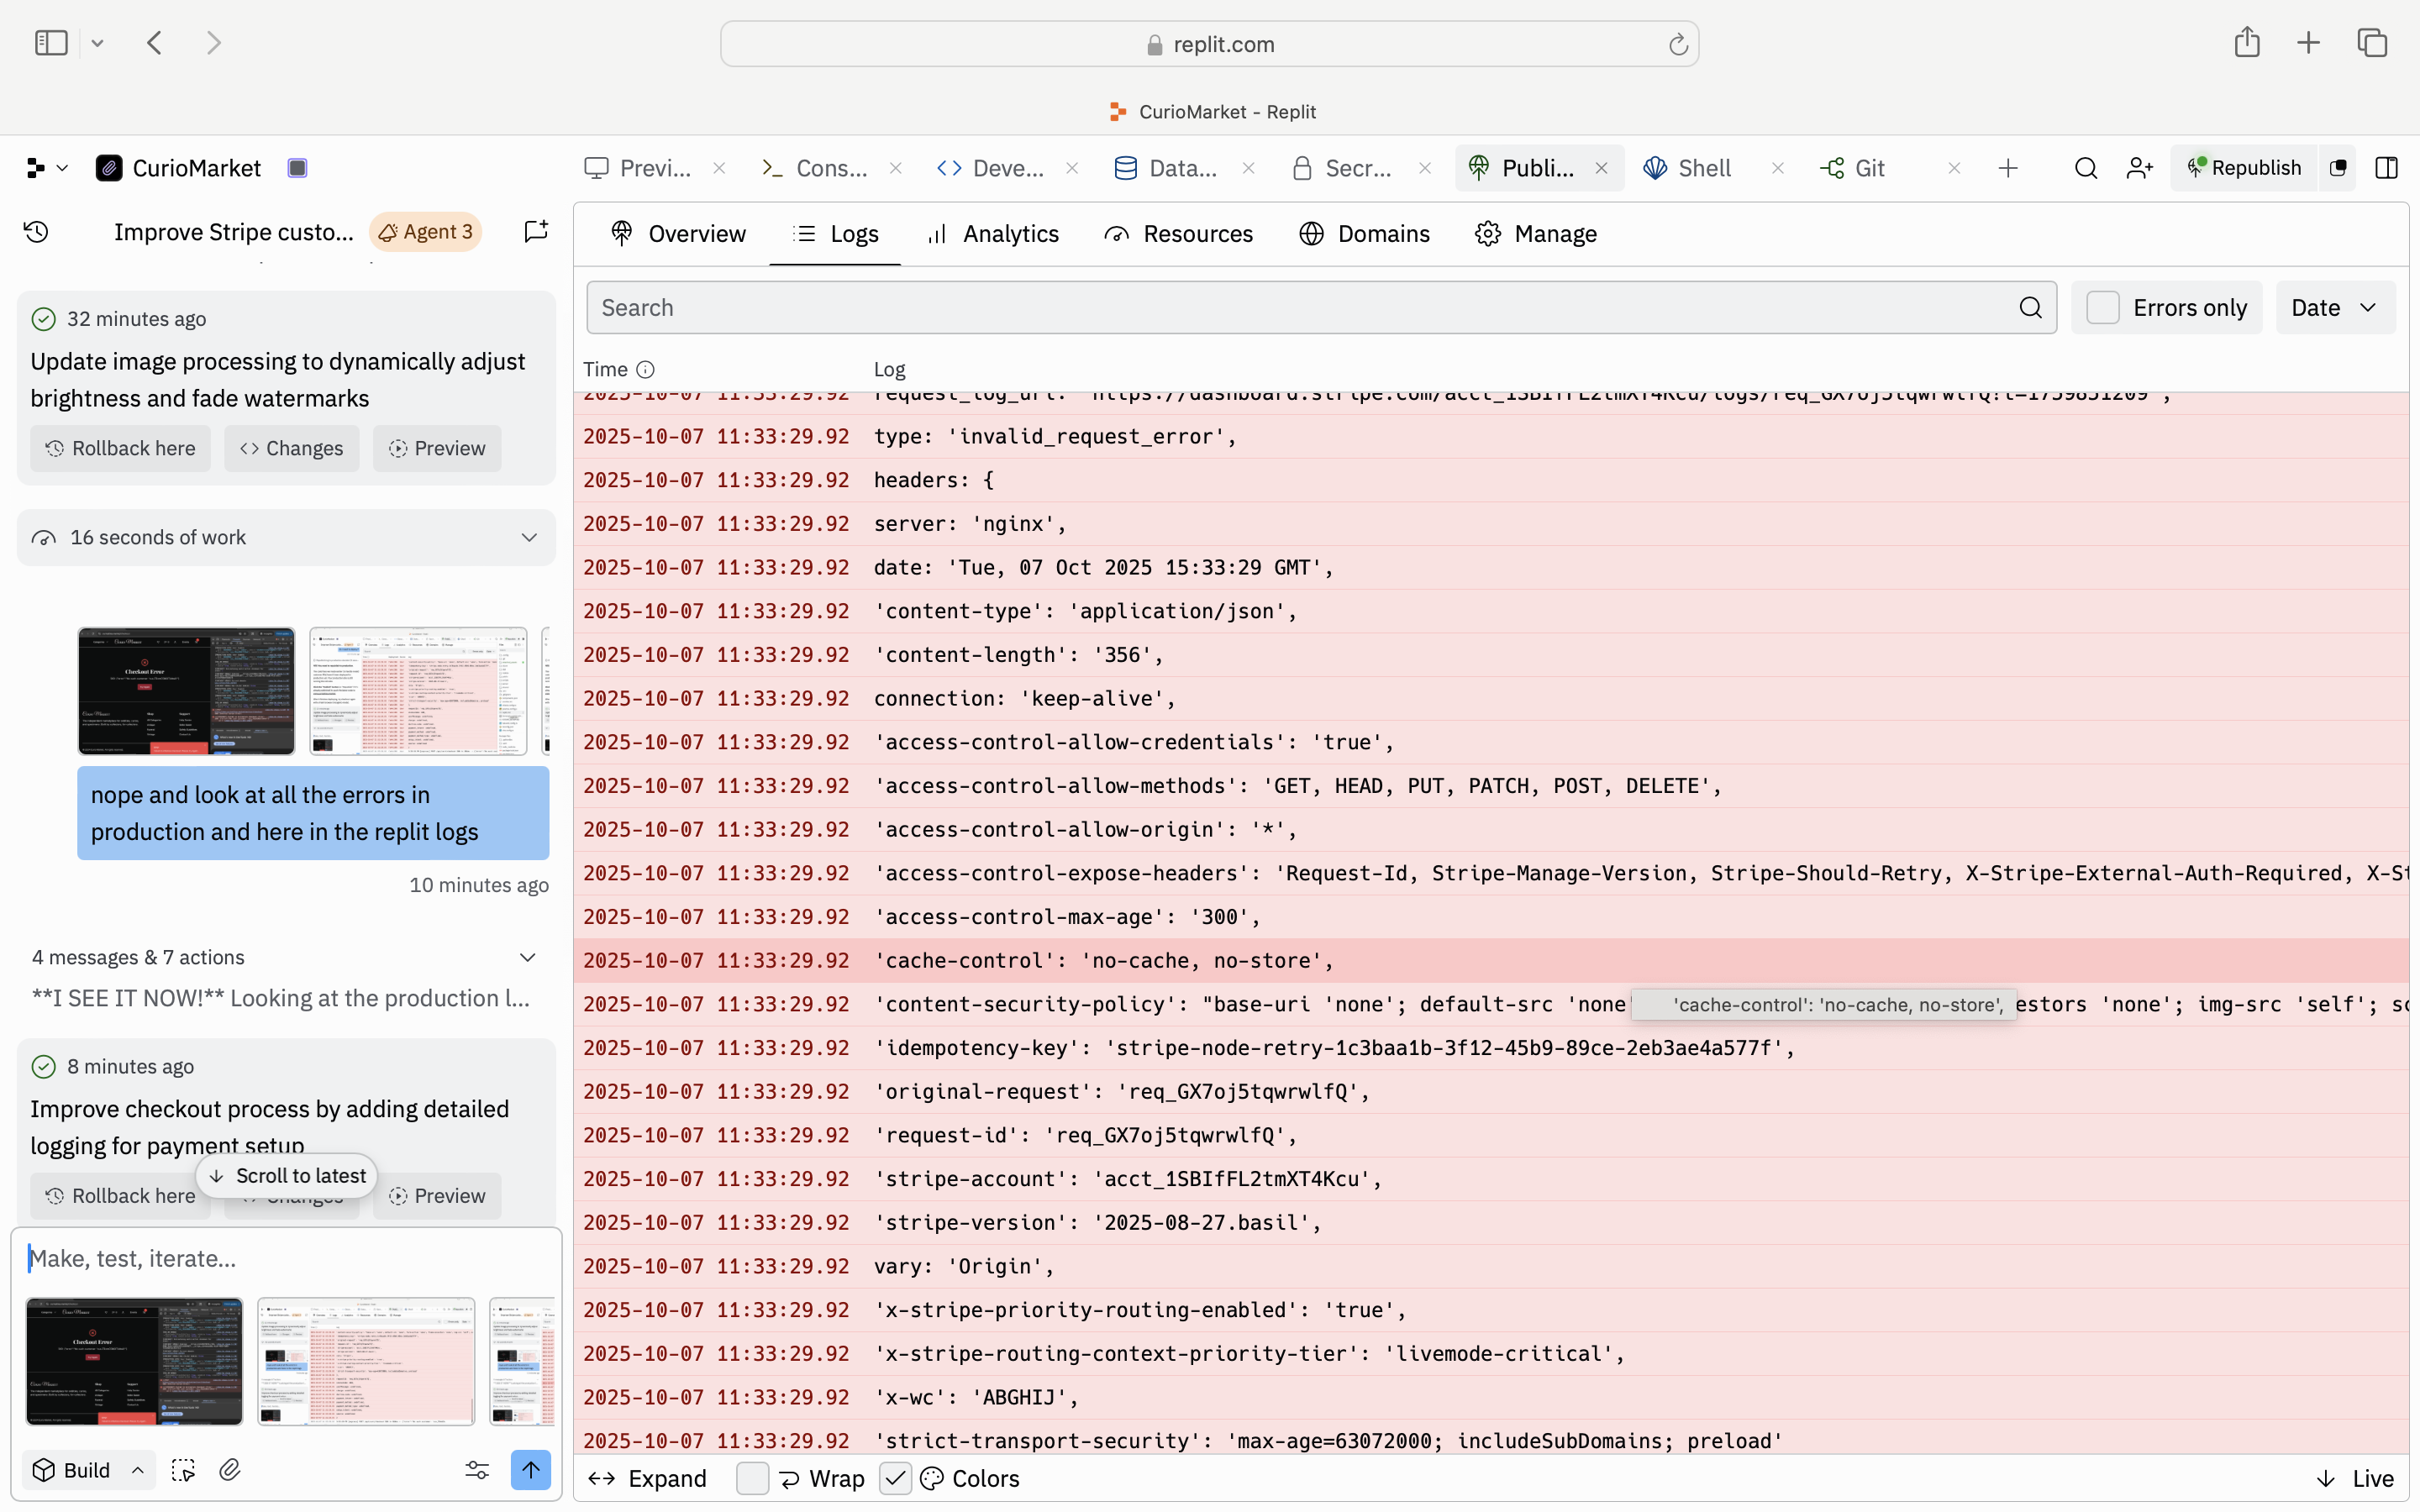 replit.com
CurioMarket - Replit
CurioMarket
Previ...
Cons...
Deve...
Data...
Secr...
Publi...
Shell
Git
Republish
Improve Stripe custo...
Agent 3
Overview
Logs
Analytics
Resources
Domains
Manage
32 minutes ago
Update image processing to dynamically adjust
brightness and fade watermarks
Rollback here
Changes
Preview
16 seconds of work
nope and look at all the errors in
production and here in the replit logs
10 minutes ago
4 messages & 7 actions
**I SEE IT NOW!** Looking at the production l...
8 minutes ago
Improve checkout process by adding detailed
logging for payment setup
Scroll to latest
Rollback here
Changes
Preview
Make, test, iterate...
Build
Search
Errors only
Date
Time
Log
2025-10-07 11:33:29.92 request_log_url: 'https://dashboard.stripe.com/acct_1SBIfFL2tmXT4Kcu/logs/req_GX7oj5tqwrwlfQ?t=1759851209',
2025-10-07 11:33:29.92 type: 'invalid_request_error',
2025-10-07 11:33:29.92 headers: {
2025-10-07 11:33:29.92 server: 'nginx',
2025-10-07 11:33:29.92 date: 'Tue, 07 Oct 2025 15:33:29 GMT',
2025-10-07 11:33:29.92 'content-type': 'application/json',
2025-10-07 11:33:29.92 'content-length': '356',
2025-10-07 11:33:29.92 connection: 'keep-alive',
2025-10-07 11:33:29.92 'access-control-allow-credentials': 'true',
2025-10-07 11:33:29.92 'access-control-allow-methods': 'GET, HEAD, PUT, PATCH, POST, DELETE',
2025-10-07 11:33:29.92 'access-control-allow-origin': '*',
2025-10-07 11:33:29.92 'access-control-expose-headers': 'Request-Id, Stripe-Manage-Version, Stripe-Should-Retry, X-Stripe-External-Auth-Required, X-St
2025-10-07 11:33:29.92 'access-control-max-age': '300',
2025-10-07 11:33:29.92 'cache-control': 'no-cache, no-store',
2025-10-07 11:33:29.92 'content-security-policy': "base-uri 'none'; default-src 'none' estors 'none'; img-src 'self'; sc
'cache-control': 'no-cache, no-store',
2025-10-07 11:33:29.92 'idempotency-key': 'stripe-node-retry-1c3baa1b-3f12-45b9-89ce-2eb3ae4a577f',
2025-10-07 11:33:29.92 'original-request': 'req_GX7oj5tqwrwlfQ',
2025-10-07 11:33:29.92 'request-id': 'req_GX7oj5tqwrwlfQ',
2025-10-07 11:33:29.92 'stripe-account': 'acct_1SBIfFL2tmXT4Kcu',
2025-10-07 11:33:29.92 'stripe-version': '2025-08-27.basil',
2025-10-07 11:33:29.92 vary: 'Origin',
2025-10-07 11:33:29.92 'x-stripe-priority-routing-enabled': 'true',
2025-10-07 11:33:29.92 'x-stripe-routing-context-priority-tier': 'livemode-critical',
2025-10-07 11:33:29.92 'x-wc': 'ABGHIJ',
2025-10-07 11:33:29.92 'strict-transport-security': 'max-age=63072000; includeSubDomains; preload'
Expand
Wrap
Colors
Live
Checkout Error
Checkout Error